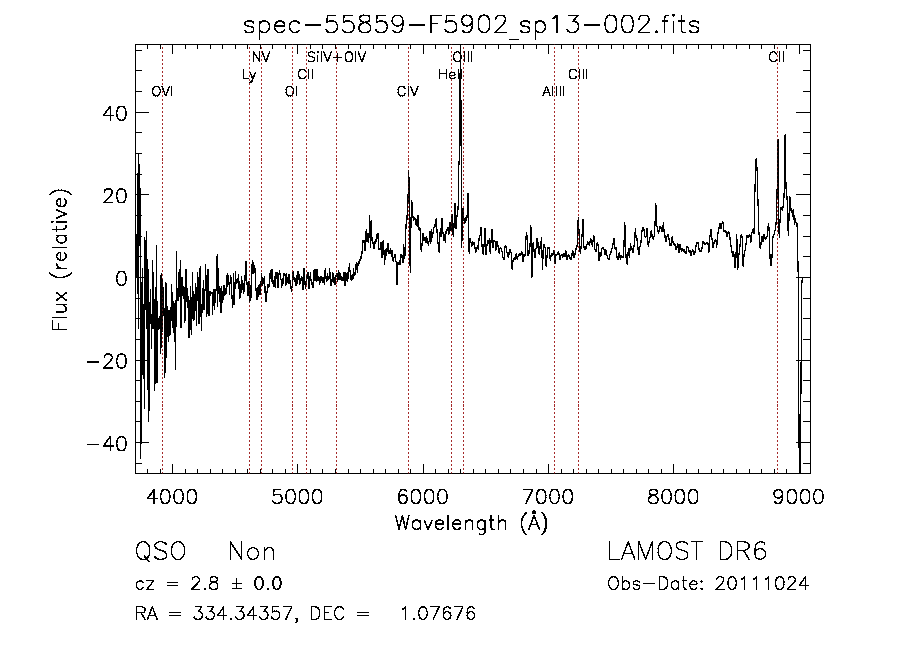 spec-55859-F5902_sp13-002.fits
NV SiIV+OIV OIII CII
Ly CII HeII CIII
OVI OI CIV AlIII
40
20
0
-20
-40
Flux (relative)
4000 5000 6000 7000 8000 9000
Wavelength (Å)
QSO Non LAMOST DR6
cz = 2.8 ± 0.0 Obs-Date: 20111024
RA = 334.34357, DEC = 1.07676